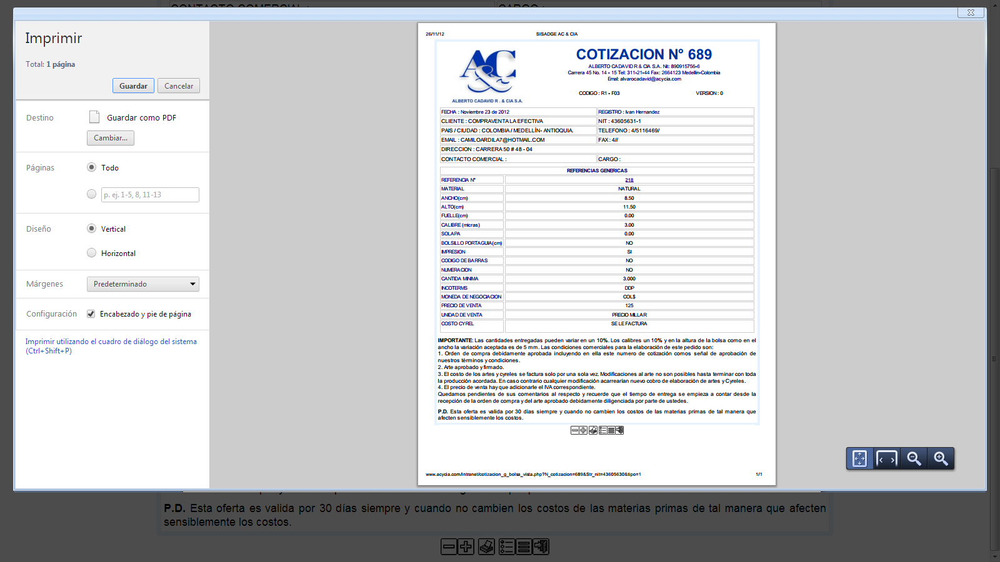 CONTACTO COMERCIAL :
CARGO :
Imprimir
Total: 1 página
Guardar
Cancelar
Destino
Guardar como PDF
Cambiar...
Páginas
Todo
p. ej. 1-5, 8, 11-13
Diseño
Vertical
Horizontal
Márgenes
Predeterminado
Configuración
Encabezado y pie de página
Imprimir utilizando el cuadro de diálogo del sistema
(Ctrl+Shift+P)
26/11/12
SISADGE AC & CIA
A&C
ALBERTO CADAVID R . & CIA S.A.
COTIZACION N° 689
ALBERTO CADAVID R & CIA S.A. Nit: 890915756-6
Carrera 45 No. 14 - 15 Tel: 311-21-44 Fax: 2664123 Medellin-Colombia
Email: alvarocadavid@acycia.com
CODIGO : R1 - F03
VERSION : 0
FECHA : Noviembre 23 de 2012
REGISTRO : Ivan Hernandez
CLIENTE : COMPRAVENTA LA EFECTIVA
NIT : 43605631-1
PAIS / CIUDAD : COLOMBIA / MEDELLÍN- ANTIOQUIA.
TELEFONO : 4/5116469/
EMAIL : CAMILOARDILA7@HOTMAIL.COM
FAX : 4//
DIRECCION : CARRERA 50 # 48 - 04
CONTACTO COMERCIAL :
CARGO :
REFERENCIAS GENERICAS
REFERENCIA N°
218
MATERIAL
NATURAL
ANCHO(cm)
8.50
ALTO(cm)
11.50
FUELLE(cm)
0.00
CALIBRE (micras)
3.00
SOLAPA
0.00
BOLSILLO PORTAGUIA(cm)
NO
IMPRESION
SI
CODIGO DE BARRAS
NO
NUMERACION
NO
CANTIDA MINIMA
3.000
INCOTERMS
DDP
MONEDA DE NEGOCIACION
COL$
PRECIO DE VENTA
125
UNIDAD DE VENTA
PRECIO MILLAR
COSTO CYREL
SE LE FACTURA
IMPORTANTE: Las cantidades entregadas pueden variar en un 10%. Los calibres un 10% y en la altura de la bolsa como en el
ancho la variación aceptada es de 5 mm. Las condiciones comerciales para la elaboración de este pedido son:
1. Orden de compra debidamente aprobada incluyendo en ella este numero de cotización comos señal de aprobación de
nuestros términos y condiciones.
2. Arte aprobado y firmado.
3. El costo de los artes y cyreles se factura solo por una sola vez. Modificaciones al arte no son posibles hasta terminar con toda
la producción acordada. En caso contrario cualquier modificación acarrearían nuevo cobro de elaboración de artes y Cyreles.
4. El precio de venta hay que adicionarle el IVA correspondiente.
Quedamos pendientes de sus comentarios al respecto y recuerde que el tiempo de entrega se empieza a contar desde la
recepción de la orden de compra y del arte aprobado debidamente diligenciada por parte de ustedes.
P.D. Esta oferta es valida por 30 días siempre y cuando no cambien los costos de las materias primas de tal manera que
afecten sensiblemente los costos.
www.acycia.com/intranet/cotizacion_g_bolsa_vista.php?N_cotizacion=689&Str_nit=43605630&tipo=1
1/1
P.D. Esta oferta es valida por 30 días siempre y cuando no cambien los costos de las materias primas de tal manera que afecten
sensiblemente los costos.